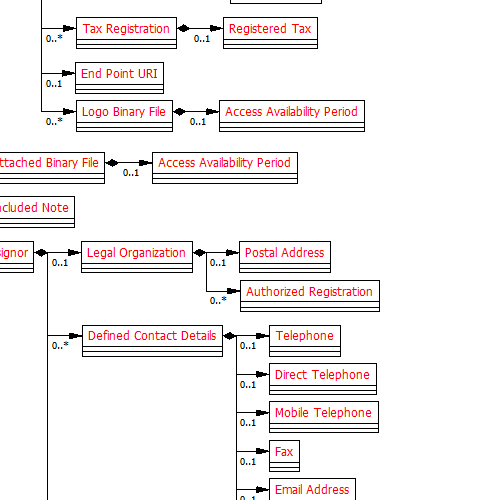 Tax Registration
Registered Tax
0..*
0..1
End Point URI
0..1
Logo Binary File
Access Availability Period
0..*
0..1
ttached Binary File
Access Availability Period
0..1
ncluded Note
signor
Legal Organization
Postal Address
0..1
0..1
Authorized Registration
0..*
Defined Contact Details
Telephone
0..*
0..1
Direct Telephone
0..1
Mobile Telephone
0..1
Fax
0..1
Email Address
0..1